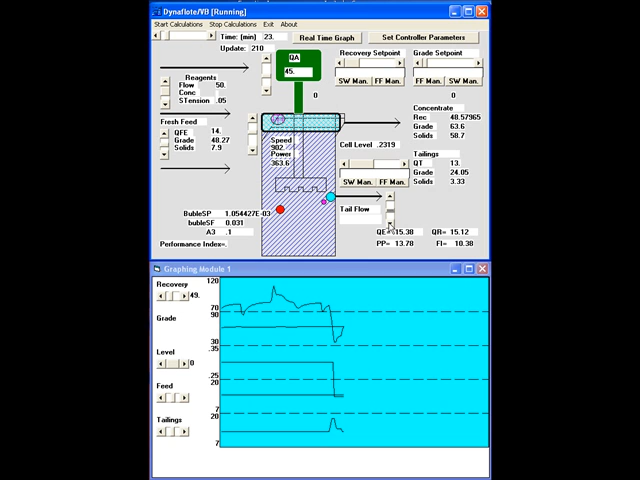 Dynaflote/VB [Running]
Start Calculations Stop Calculations Exit About
Time: (min) 23.
Real Time Graph
Set Controller Parameters
Update: 210
QA
45.
0
Recovery Setpoint
SW Man. FF Man.
0
Grade Setpoint
SW Man. FF Man.
0
Reagents
Flow 50.
Conc
STension .05
Fresh Feed
QFE 14.
Grade 48.27
Solids 7.9
Speed
902.
Power
363.6
Concentrate
Rec 48.57965
Grade 63.6
Solids 58.7
Cell Level .2319
SW Man. FF Man.
Tailings
QT 13.
Grade 24.05
Solids 3.33
Tail Flow
BubleSP 1.054427E-03
bubleSF 0.031
A3 .1
Performance Index=.
QE= 15.38 QR= 15.12
PP= 13.78 FI= 10.38
Graphing Module 1
Recovery
49.
Grade
Level
0
Feed
Tailings
120
70
90
30
.35
.25
20
7
20
7